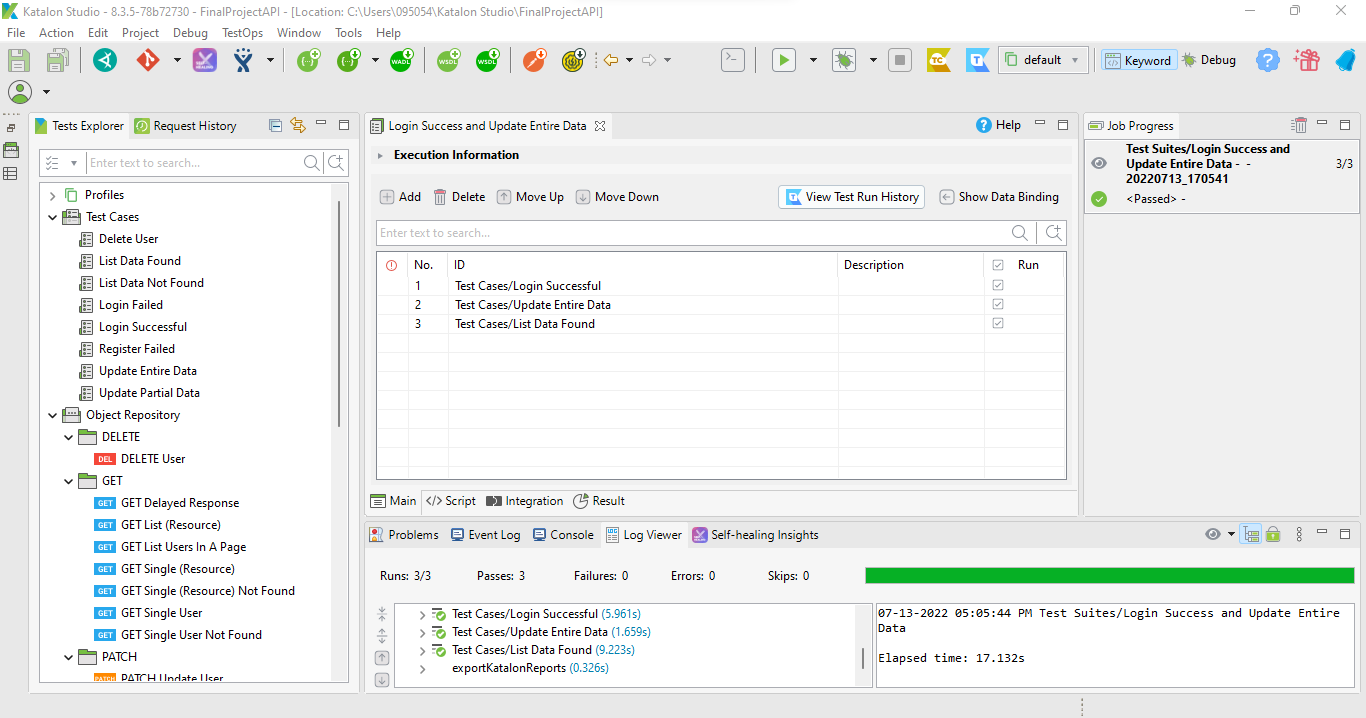 Katalon Studio - 8.3.5-78b72730 - FinalProjectAPI - [Location: C:\Users\095054\Katalon Studio\FinalProjectAPI]
File Action Edit Project Debug TestOps Window Tools Help
WADL WSDL WSDL TC default Keyword Debug
Tests Explorer Request History
Enter text to search...
Profiles
Test Cases
Delete User
List Data Found
List Data Not Found
Login Failed
Login Successful
Register Failed
Update Entire Data
Update Partial Data
Object Repository
DELETE
DEL DELETE User
GET
GET GET Delayed Response
GET GET List (Resource)
GET GET List Users In A Page
GET GET Single (Resource)
GET GET Single (Resource) Not Found
GET GET Single User
GET GET Single User Not Found
PATCH
PATCH PATCH Update User
Login Success and Update Entire Data Help
Execution Information
Add Delete Move Up Move Down View Test Run History Show Data Binding
Enter text to search...
No. ID Description Run
1 Test Cases/Login Successful
2 Test Cases/Update Entire Data
3 Test Cases/List Data Found
Main Script Integration Result
Job Progress
Test Suites/Login Success and
Update Entire Data - -
20220713_170541
3/3
<Passed> -
Problems Event Log Console Log Viewer Self-healing Insights
Runs: 3/3 Passes: 3 Failures: 0 Errors: 0 Skips: 0
Test Cases/Login Successful (5.961s)
Test Cases/Update Entire Data (1.659s)
Test Cases/List Data Found (9.223s)
exportKatalonReports (0.326s)
07-13-2022 05:05:44 PM Test Suites/Login Success and Update Entire
Data
Elapsed time: 17.132s